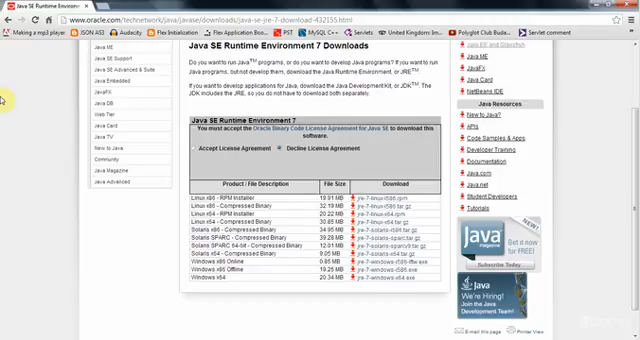 Oracle Java SE Runtime En
www.oracle.com/technetwork/java/javase/downloads/java-se-jre-7-download-432155.html
Making a mp3 player:
JSON AS3
Autoboxing
Flex Initialization
PST
MySQL C++
British Airways Servic
United Kingdom: Im
Polyglot Club Buda
Servlet comment
Java ME
Java SE Support
Java SE Advanced & Suite
Java Embedded
JavaFX
Java DB
Web Tier
Java Card
Java TV
New to Java
Community
Java Magazine
Java Advanced
Java SE Runtime Environment 7 Downloads
Do you want to run Java™ programs, or do you want to develop Java programs? If you want to run
Java programs, but not develop them, download the Java Runtime Environment, or JRE™
If you want to develop applications for Java, download the Java Development Kit, or JDK™. The
JDK includes the JRE, so you do not have to download both separately.
Java SE Runtime Environment 7
You must accept the Oracle Binary Code License Agreement for Java SE to download this
software.
Accept License Agreement
Decline License Agreement
Product / File Description File Size Download
Linux x86 - RPM Installer 18.91 MB jre-7-linux-i586.rpm
Linux x86 - Compressed Binary 32.19 MB jre-7-linux-i586.tar.gz
Linux x64 - RPM Installer 20.22 MB jre-7-linux-x64.rpm
Linux x64 - Compressed Binary 30.85 MB jre-7-linux-x64.tar.gz
Solaris x86 - Compressed Binary 34.95 MB jre-7-solaris-i586.tar.gz
Solaris SPARC - Compressed Binary 39.28 MB jre-7-solaris-sparc.tar.gz
Solaris SPARC 64-bit - Compressed Binary 12.01 MB jre-7-solaris-sparcv9.tar.gz
Solaris x64 - Compressed Binary 9.05 MB jre-7-solaris-x64.tar.gz
Windows x86 Online 0.85 MB jre-7-windows-i586-iftw.exe
Windows x86 Offline 19.25 MB jre-7-windows-i586.exe
Windows x64 20.34 MB jre-7-windows-x64.exe
Java EE and Glassfish
Java ME
JavaFX
Java Card
NetBeans IDE
Java Resources
New to Java?
APIs
Code Samples & Apps
Developer Training
Documentation
Java.com
Java.net
Student Developers
Tutorials
NEW!
Java
magazine
Get it now
for FREE!
Subscribe Today
Java
We're Hiring!
Join the Java
Development Team!
E-mail this page
Printer View